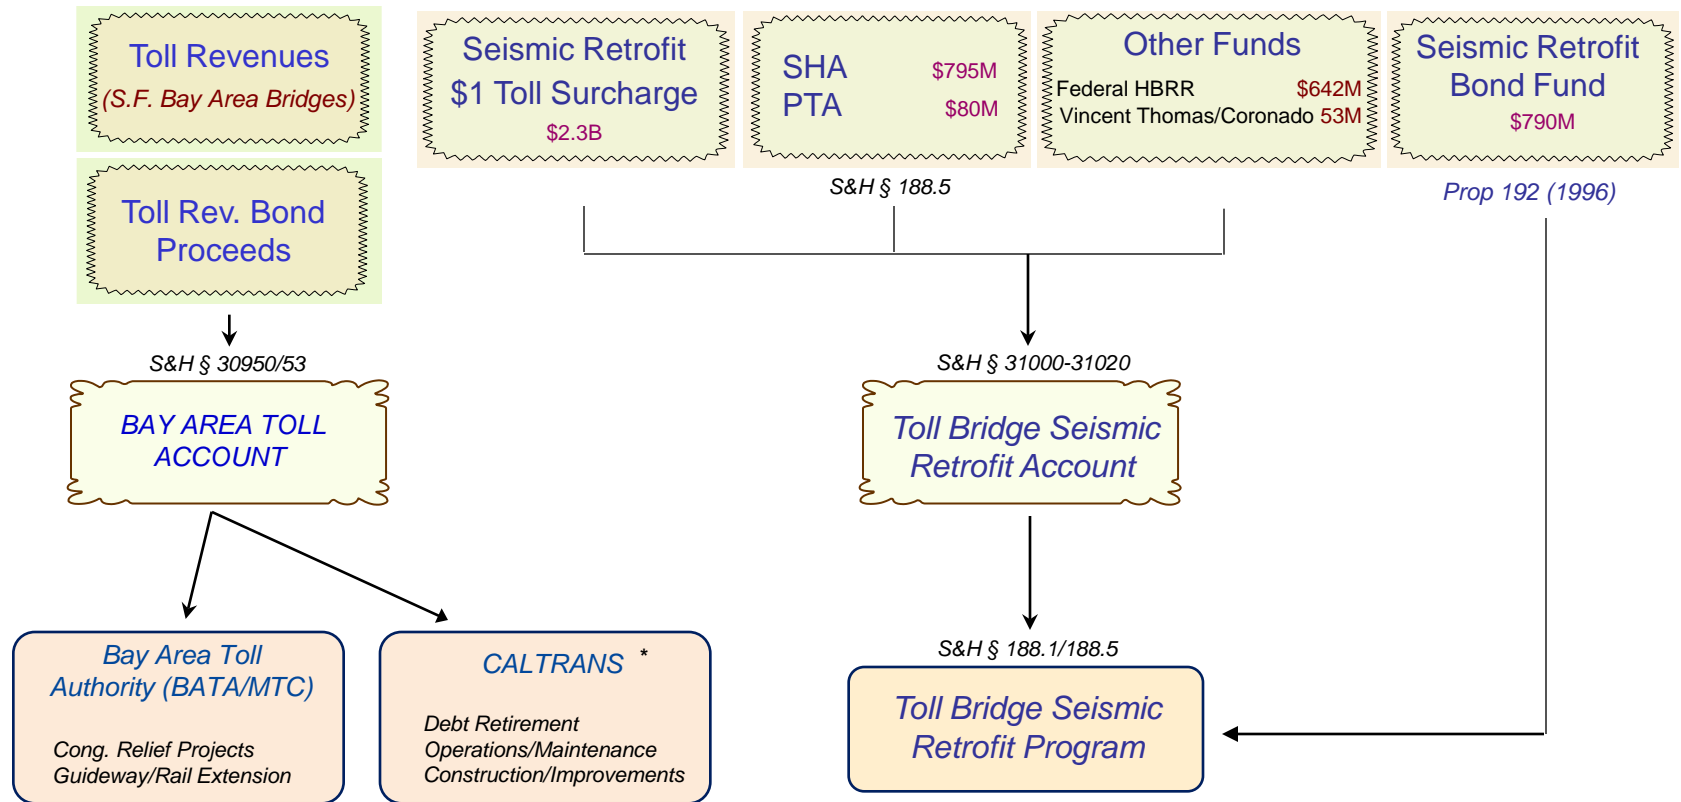 Toll Revenues
(S.F. Bay Area Bridges)
Toll Rev. Bond
Proceeds
Seismic Retrofit
$1 Toll Surcharge
$2.3B
SHA $795M
PTA $80M
Other Funds
Federal HBRR $642M
Vincent Thomas/Coronado 53M
Seismic Retrofit
Bond Fund
$790M
S&H § 188.5
Prop 192 (1996)
S&H § 30950/53
BAY AREA TOLL
ACCOUNT
S&H § 31000-31020
Toll Bridge Seismic
Retrofit Account
Bay Area Toll
Authority (BATA/MTC)
Cong. Relief Projects
Guideway/Rail Extension
CALTRANS *
Debt Retirement
Operations/Maintenance
Construction/Improvements
S&H § 188.1/188.5
Toll Bridge Seismic
Retrofit Program